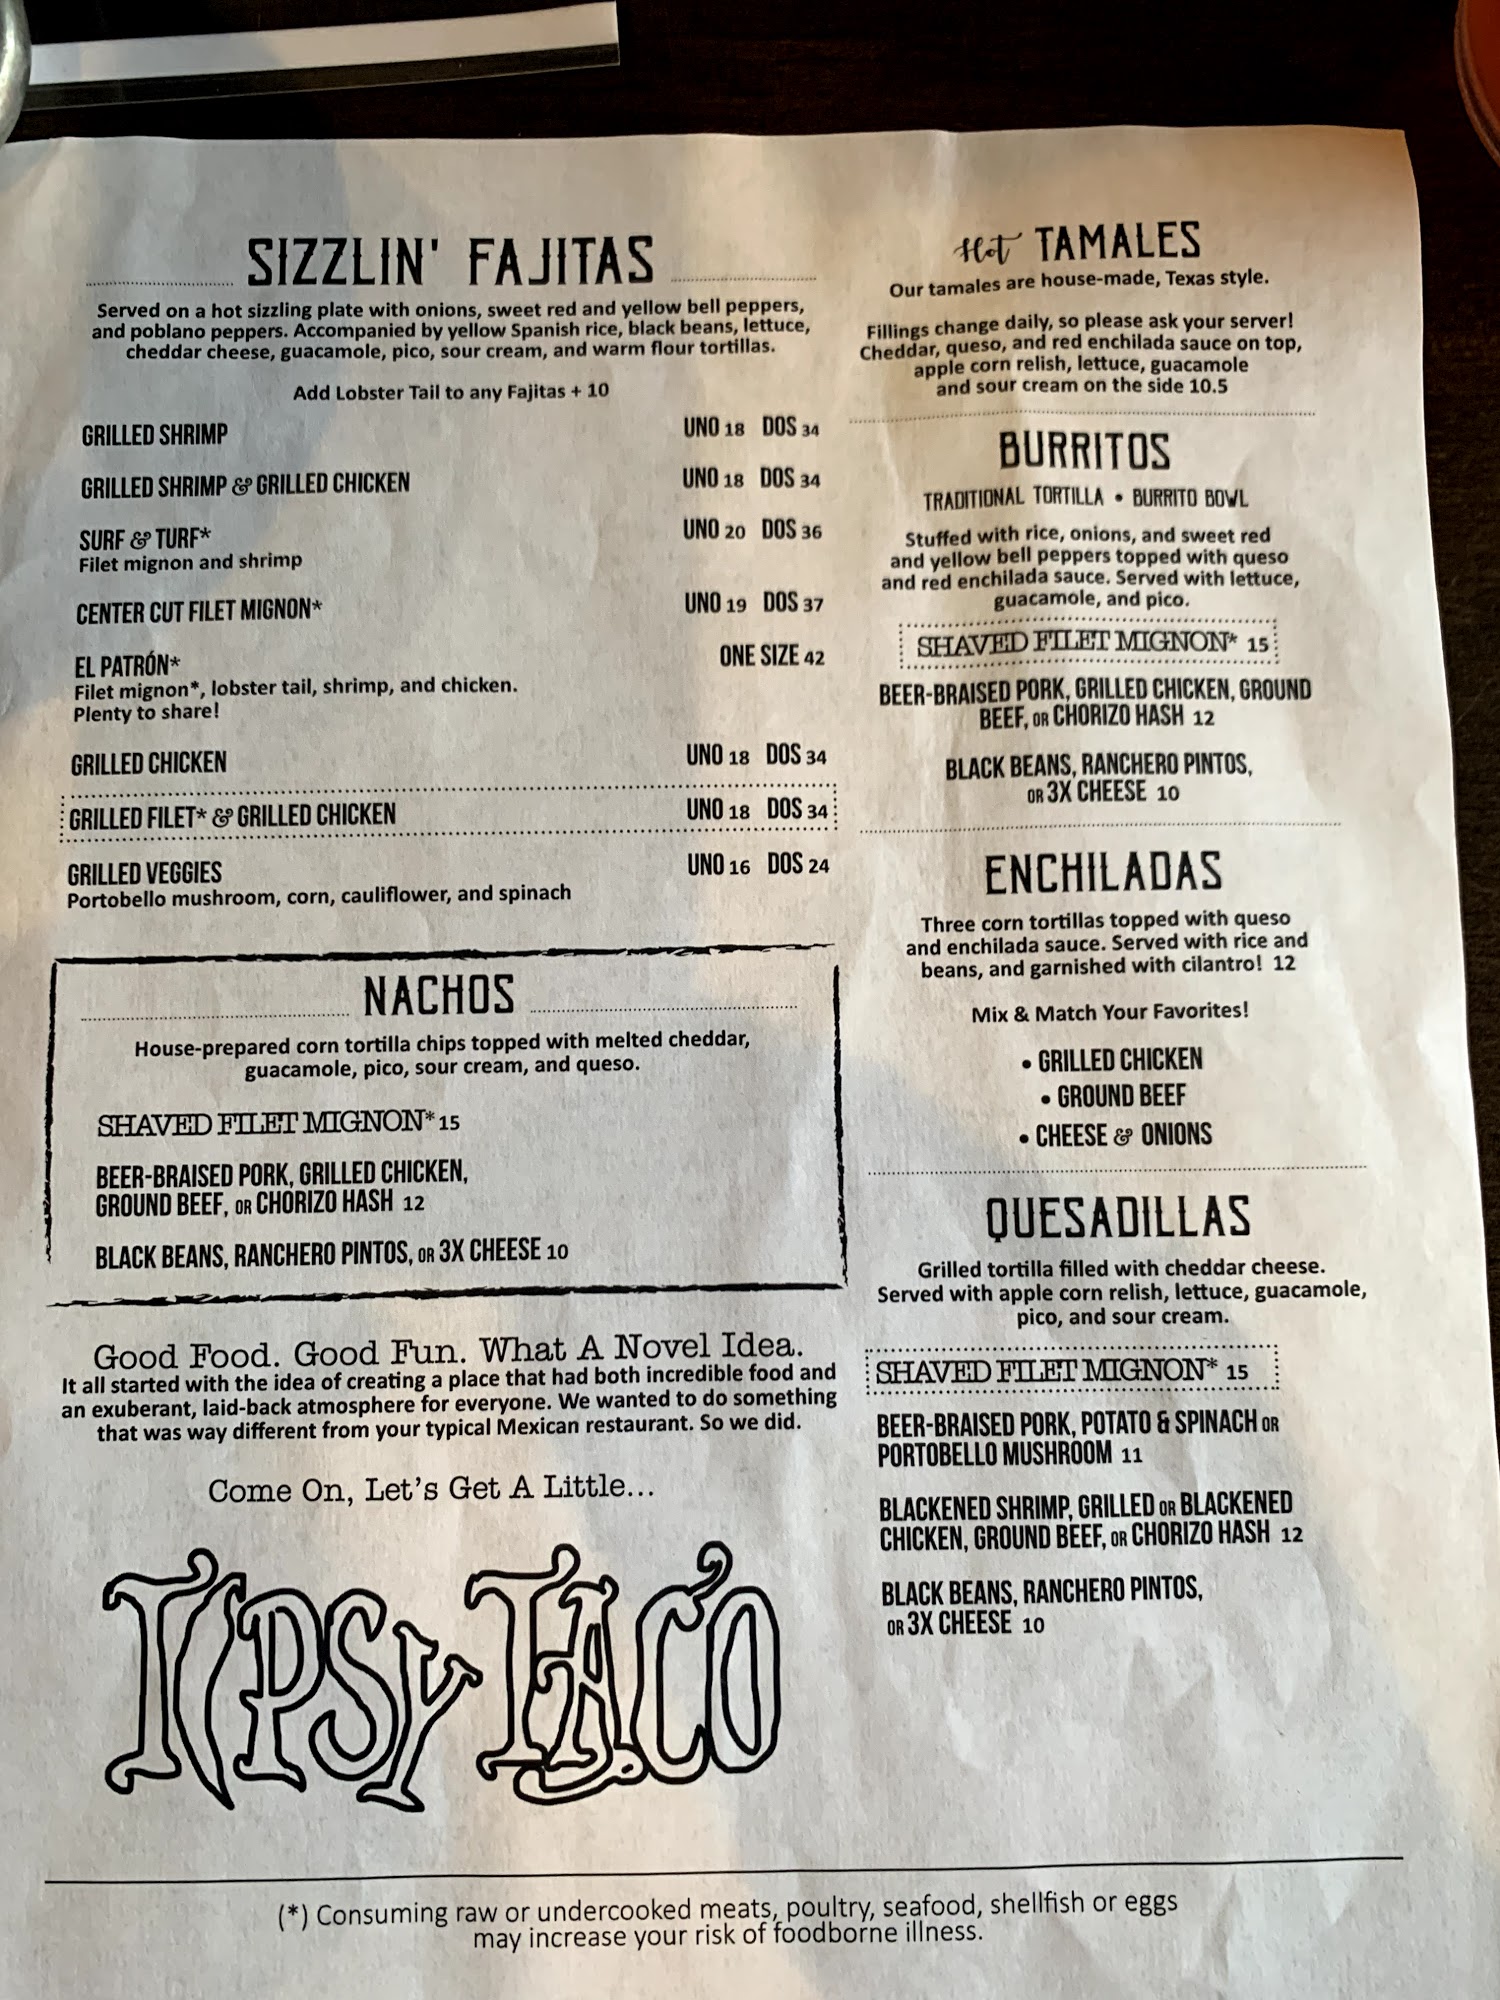 SIZZLIN' FAJITAS
Served on a hot sizzling plate with onions, sweet red and yellow bell peppers,
and poblano peppers. Accompanied by yellow Spanish rice, black beans, lettuce,
cheddar cheese, guacamole, pico, sour cream, and warm flour tortillas.
Add Lobster Tail to any Fajitas + 10
GRILLED SHRIMP UNO 18 DOS 34
GRILLED SHRIMP & GRILLED CHICKEN UNO 18 DOS 34
SURF & TURF* UNO 20 DOS 36
Filet mignon and shrimp
CENTER CUT FILET MIGNON* UNO 19 DOS 37
EL PATRÓN* ONE SIZE 42
Filet mignon*, lobster tail, shrimp, and chicken.
Plenty to share!
GRILLED CHICKEN UNO 18 DOS 34
GRILLED FILET* & GRILLED CHICKEN UNO 18 DOS 34
GRILLED VEGGIES UNO 16 DOS 24
Portobello mushroom, corn, cauliflower, and spinach
NACHOS
House-prepared corn tortilla chips topped with melted cheddar,
guacamole, pico, sour cream, and queso.
SHAVED FILET MIGNON* 15
BEER-BRAISED PORK, GRILLED CHICKEN,
GROUND BEEF, OR CHORIZO HASH 12
BLACK BEANS, RANCHERO PINTOS, OR 3X CHEESE 10
Good Food. Good Fun. What A Novel Idea.
It all started with the idea of creating a place that had both incredible food and
an exuberant, laid-back atmosphere for everyone. We wanted to do something
that was way different from your typical Mexican restaurant. So we did.
Come On, Let's Get A Little...
TIPSY TACO
Hot TAMALES
Our tamales are house-made, Texas style.
Fillings change daily, so please ask your server!
Cheddar, queso, and red enchilada sauce on top,
apple corn relish, lettuce, guacamole
and sour cream on the side 10.5
BURRITOS
TRADITIONAL TORTILLA • BURRITO BOWL
Stuffed with rice, onions, and sweet red
and yellow bell peppers topped with queso
and red enchilada sauce. Served with lettuce,
guacamole, and pico.
SHAVED FILET MIGNON* 15
BEER-BRAISED PORK, GRILLED CHICKEN, GROUND
BEEF, OR CHORIZO HASH 12
BLACK BEANS, RANCHERO PINTOS,
OR 3X CHEESE 10
ENCHILADAS
Three corn tortillas topped with queso
and enchilada sauce. Served with rice and
beans, and garnished with cilantro! 12
Mix & Match Your Favorites!
• GRILLED CHICKEN
• GROUND BEEF
• CHEESE & ONIONS
QUESADILLAS
Grilled tortilla filled with cheddar cheese.
Served with apple corn relish, lettuce, guacamole,
pico, and sour cream.
SHAVED FILET MIGNON* 15
BEER-BRAISED PORK, POTATO & SPINACH OR
PORTOBELLO MUSHROOM 11
BLACKENED SHRIMP, GRILLED OR BLACKENED
CHICKEN, GROUND BEEF, OR CHORIZO HASH 12
BLACK BEANS, RANCHERO PINTOS,
OR 3X CHEESE 10
(*) Consuming raw or undercooked meats, poultry, seafood, shellfish or eggs
may increase your risk of foodborne illness.